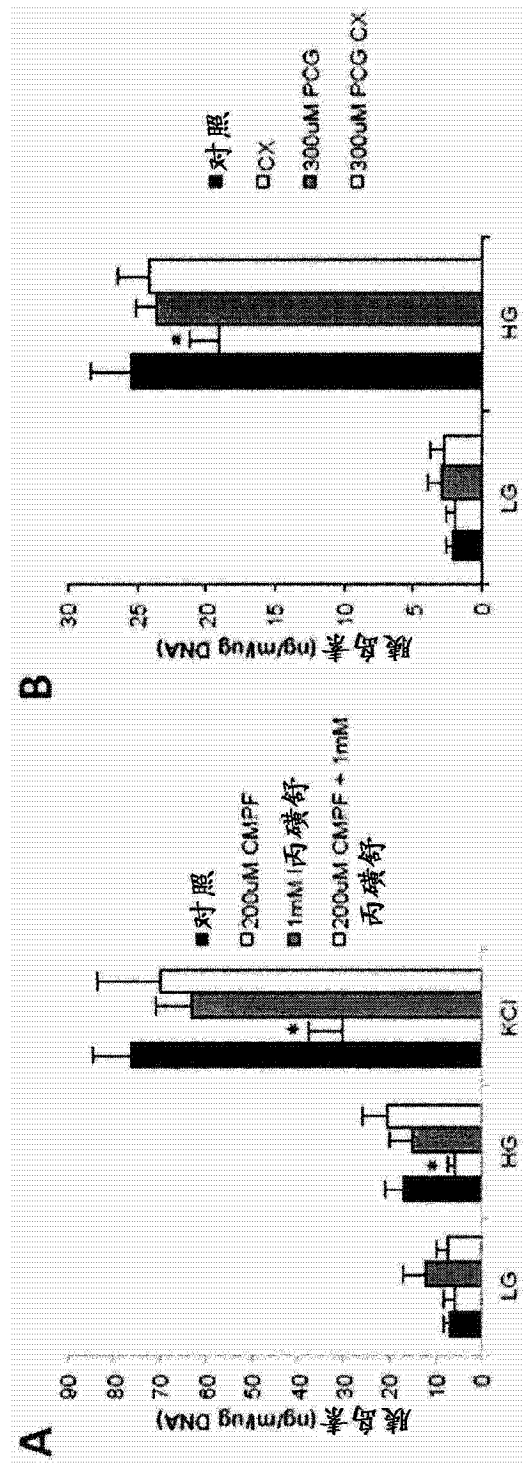 A
胰岛素 (ng/ml/ug DNA)
90
80
70
60
50
40
30
20
10
0
*
*
LG
HG
KCl
■对照
□200uM CMPF
■1mM 丙磺舒
□200uM CMPF + 1mM
丙磺舒
B
胰岛素 (ng/ml/ug DNA)
30
25
20
15
10
5
0
*
LG
HG
■对照
□CX
■300uM PCG
□300uM PCG CX